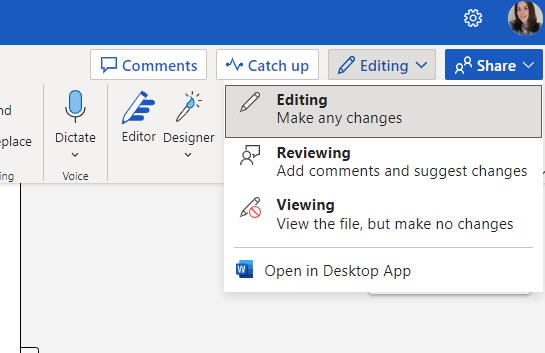 Comments
Catch up
Editing
Share
nd
eplace
Dictate
Editor
Designer
ing
Voice
Editing
Make any changes
Reviewing
Add comments and suggest changes
Viewing
View the file, but make no changes
Open in Desktop App